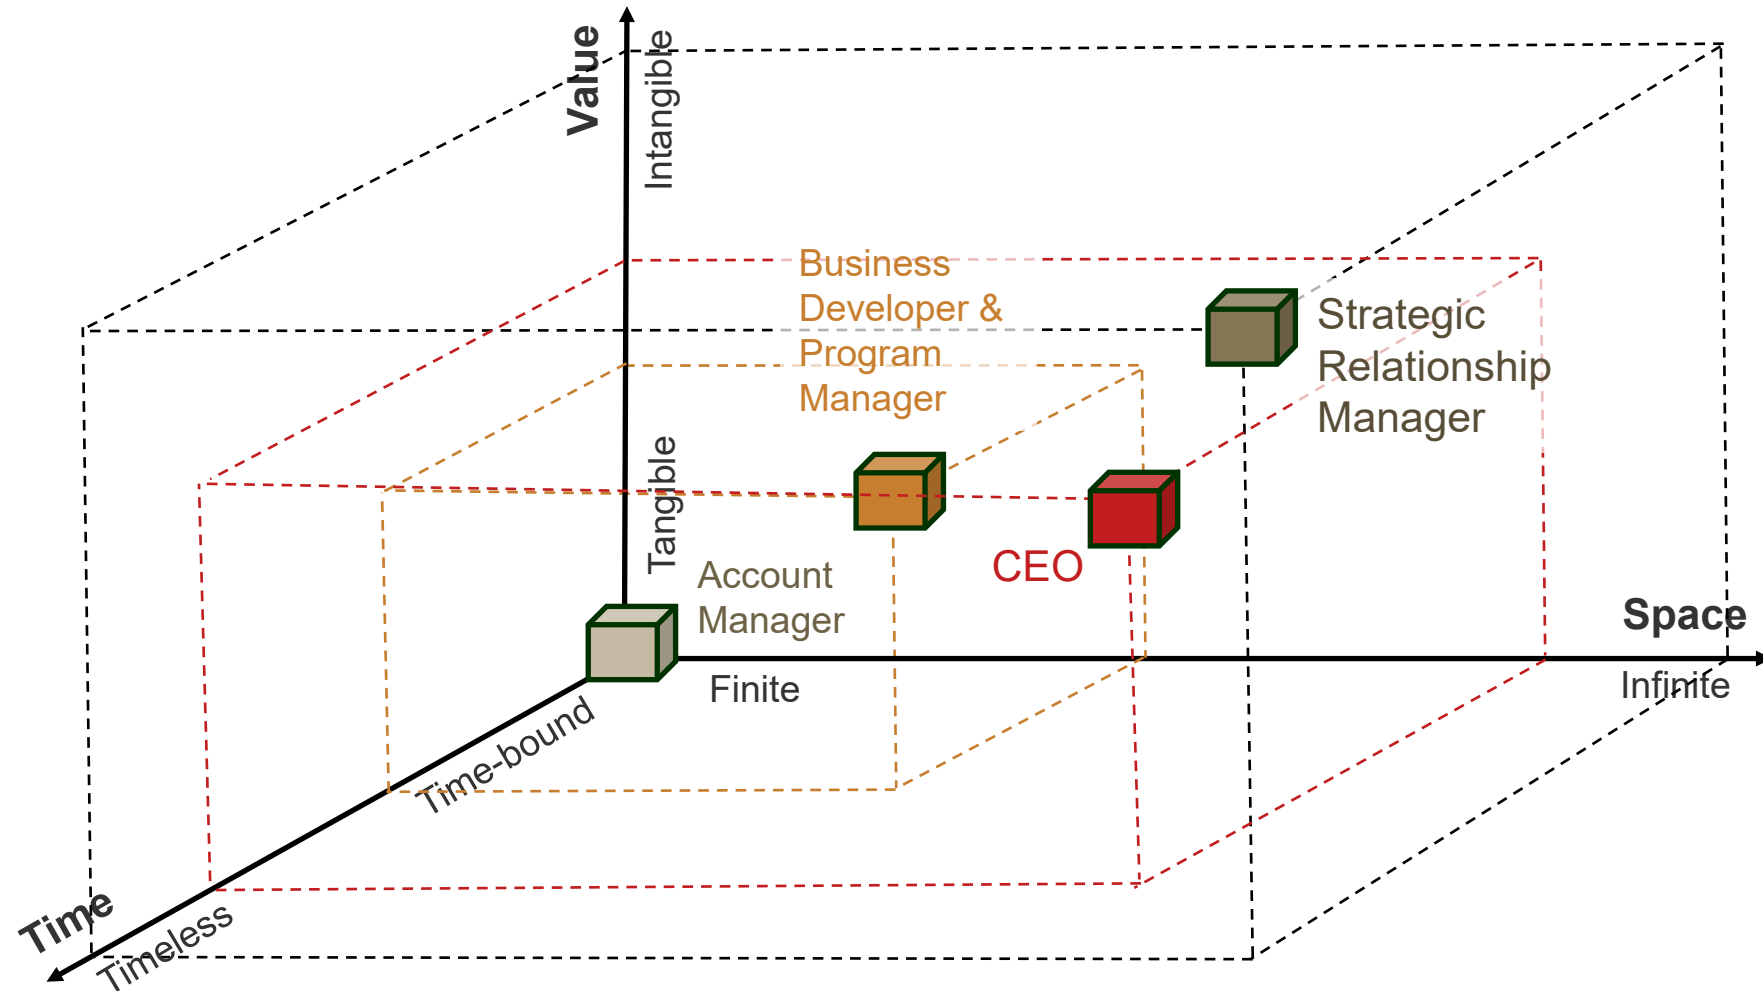 Value
Intangible
Business
Developer &
Program
Manager
Strategic
Relationship
Manager
Tangible
Account
Manager
CEO
Space
Finite
Infinite
Time-bound
Time
Timeless